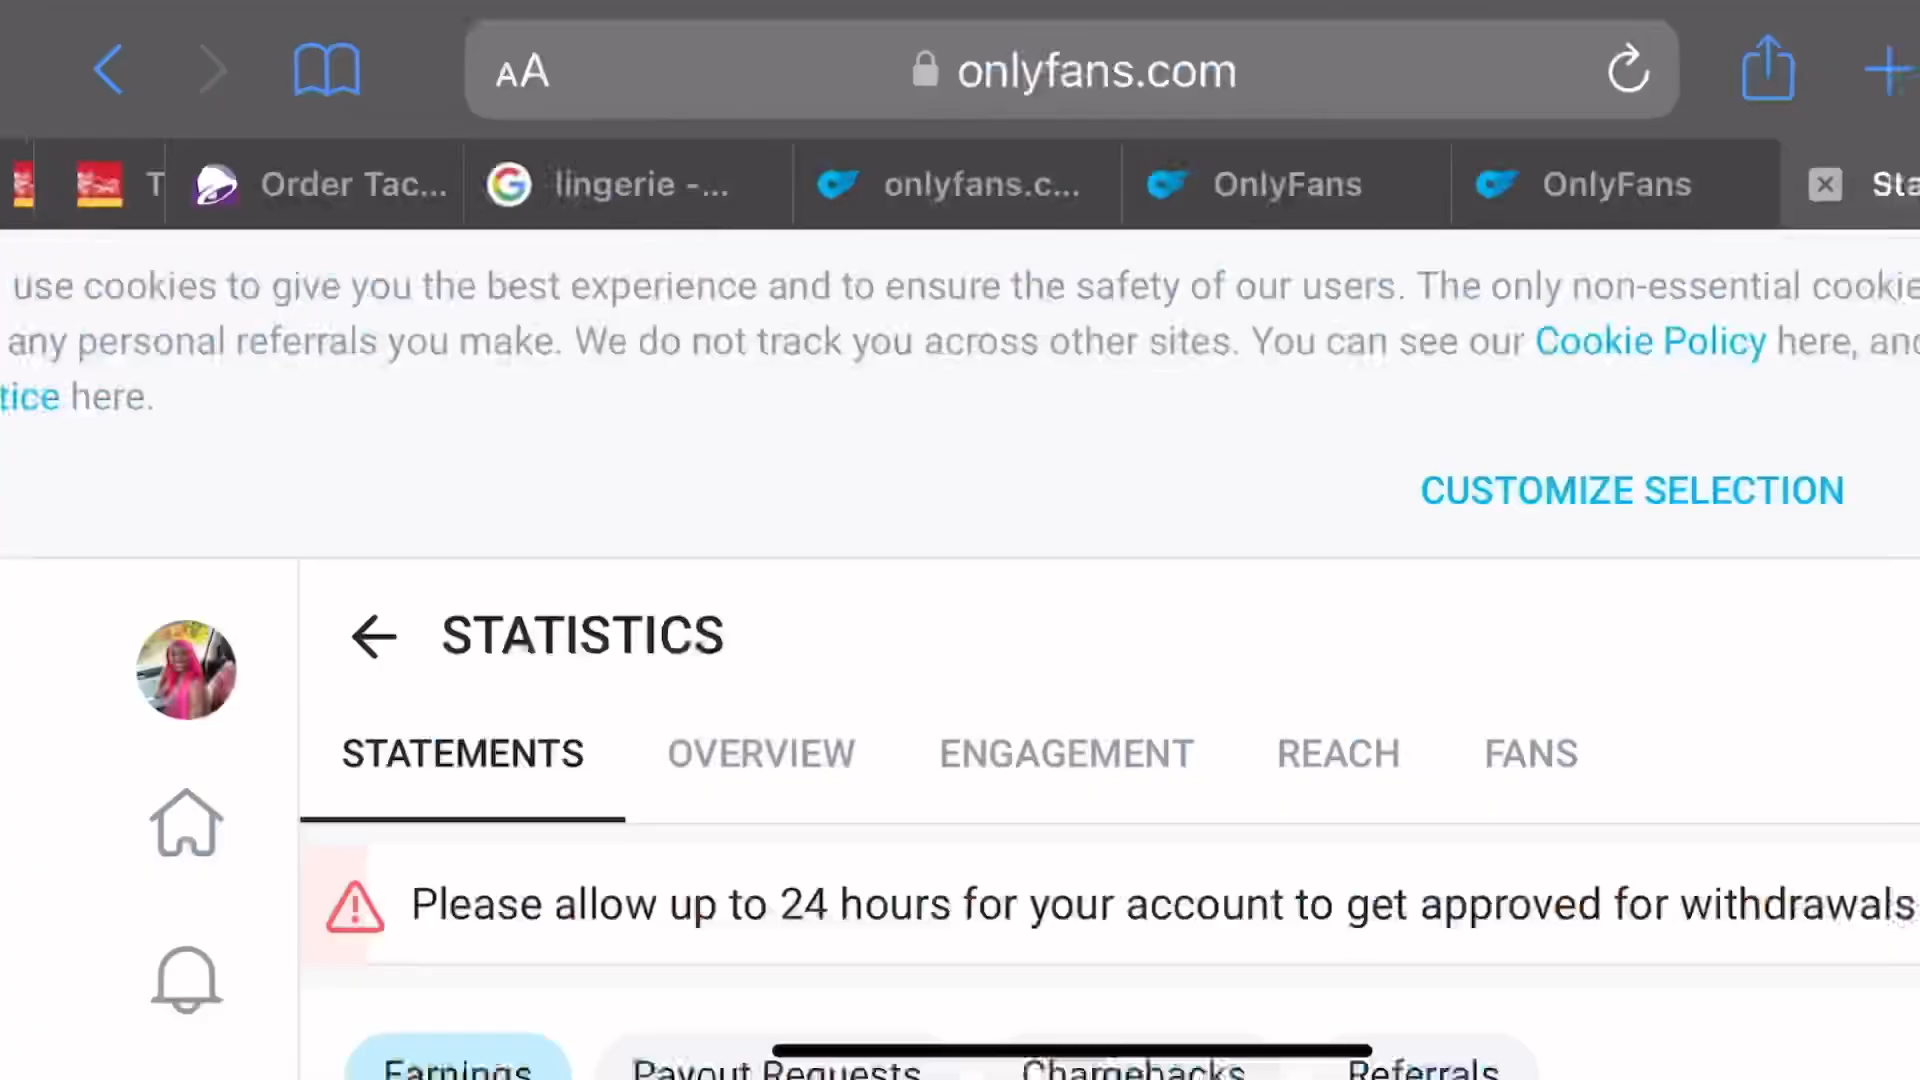 AA onlyfans.com
T Order Tac... lingerie -... onlyfans.c... OnlyFans OnlyFans Sta
use cookies to give you the best experience and to ensure the safety of our users. The only non-essential cookie
any personal referrals you make. We do not track you across other sites. You can see our Cookie Policy here, and
tice here.
CUSTOMIZE SELECTION
STATISTICS
STATEMENTS OVERVIEW ENGAGEMENT REACH FANS
Please allow up to 24 hours for your account to get approved for withdrawals
Earnings Payout Requests Chargebacks Referrals